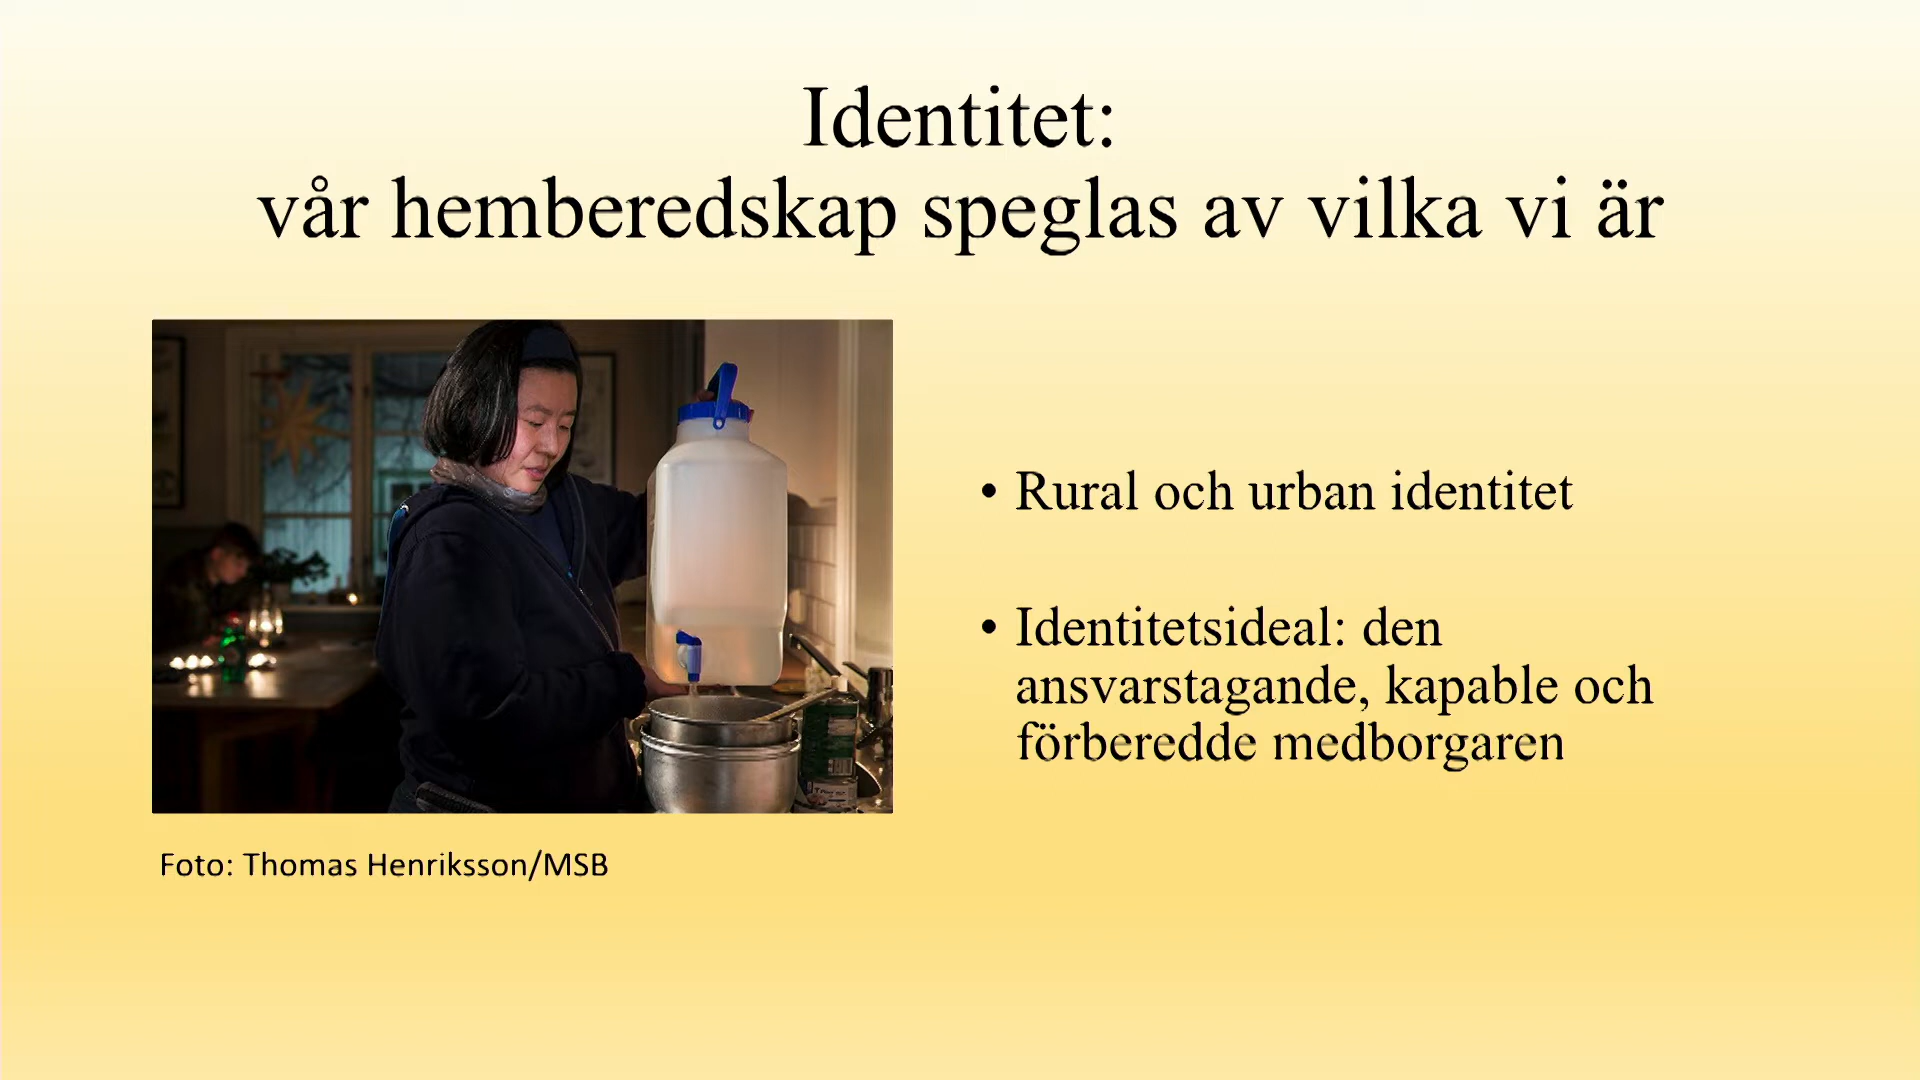 Identitet:
vår hemberedskap speglas av vilka vi är
• Rural och urban identitet
• Identitetsideal: den
ansvarstagande, kapable och
förberedde medborgaren
Foto: Thomas Henriksson/MSB